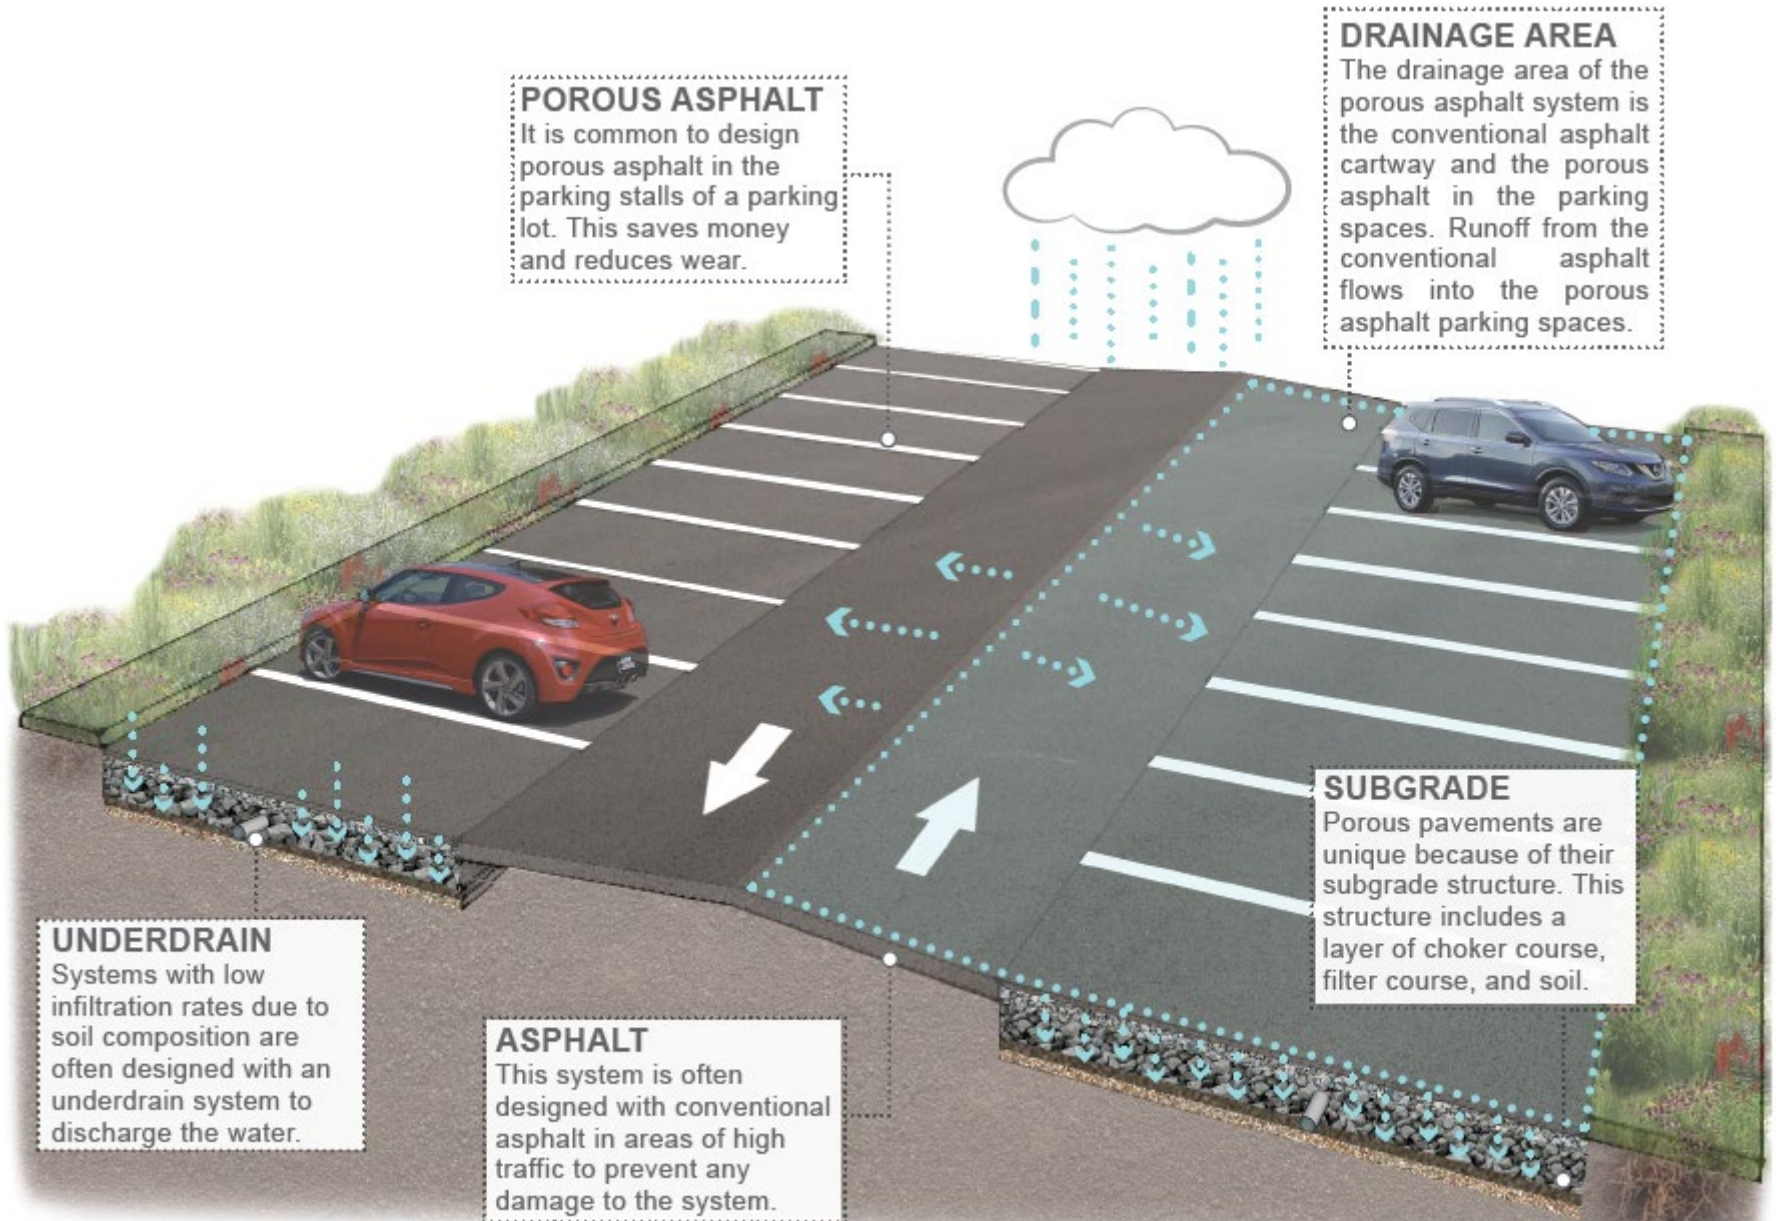 DRAINAGE AREA
The drainage area of the
porous asphalt system is
the conventional asphalt
cartway and the porous
asphalt in the parking
spaces. Runoff from the
conventional asphalt
flows into the porous
asphalt parking spaces.
POROUS ASPHALT
It is common to design
porous asphalt in the
parking stalls of a parking
lot. This saves money
and reduces wear.
SUBGRADE
Porous pavements are
unique because of their
subgrade structure. This
structure includes a
layer of choker course,
filter course, and soil.
UNDERDRAIN
Systems with low
infiltration rates due to
soil composition are
often designed with an
underdrain system to
discharge the water.
ASPHALT
This system is often
designed with conventional
asphalt in areas of high
traffic to prevent any
damage to the system.